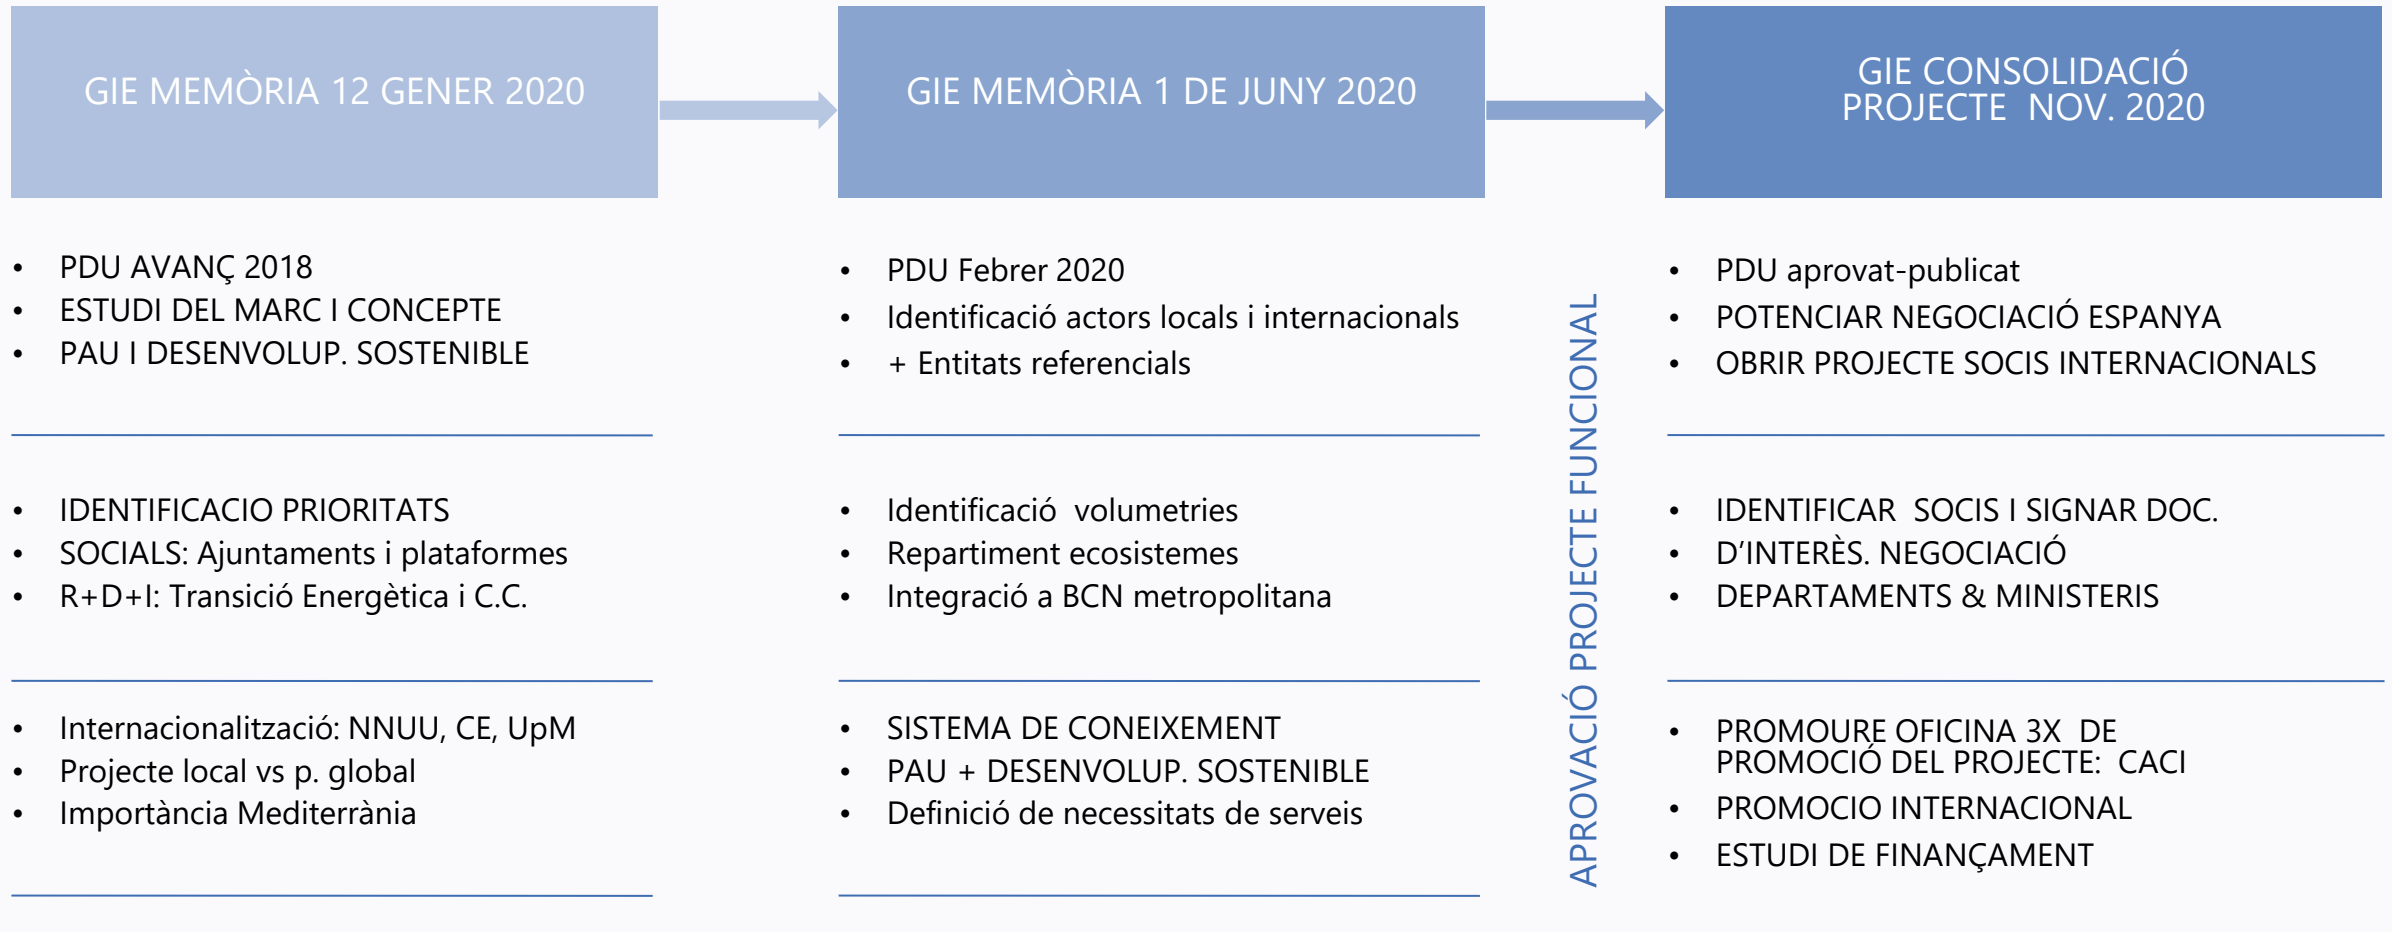 GIE MEMÒRIA 12 GENER 2020
• PDU AVANÇ 2018
• ESTUDI DEL MARC I CONCEPTE
• PAU I DESENVOLUP. SOSTENIBLE
• IDENTIFICACIO PRIORITATS
• SOCIALS: Ajuntaments i plataformes
• R+D+I: Transició Energètica i C.C.
• Internacionalització: NNUU, CE, UpM
• Projecte local vs p. global
• Importància Mediterrània
GIE MEMÒRIA 1 DE JUNY 2020
• PDU Febrer 2020
• Identificació actors locals i internacionals
• + Entitats referencials
• Identificació volumetries
• Repartiment ecosistemes
• Integració a BCN metropolitana
• SISTEMA DE CONEIXEMENT
• PAU + DESENVOLUP. SOSTENIBLE
• Definició de necessitats de serveis
APROVACIÓ PROJECTE FUNCIONAL
GIE CONSOLIDACIÓ
PROJECTE NOV. 2020
• PDU aprovat-publicat
• POTENCIAR NEGOCIACIÓ ESPANYA
• OBRIR PROJECTE SOCIS INTERNACIONALS
• IDENTIFICAR SOCIS I SIGNAR DOC.
• D’INTERÈS. NEGOCIACIÓ
• DEPARTAMENTS & MINISTERIS
• PROMOURE OFICINA 3X DE
PROMOCIÓ DEL PROJECTE: CACI
• PROMOCIO INTERNACIONAL
• ESTUDI DE FINANÇAMENT